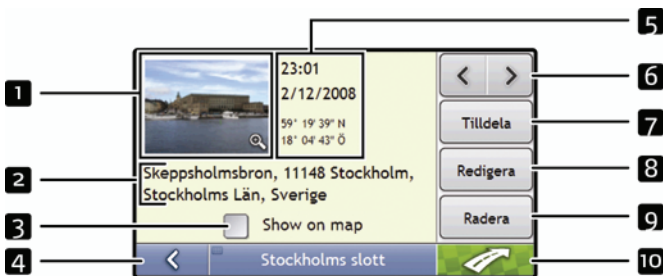 5
23:01
6
1
2/12/2008
7
Tilldela
59° 19' 39" N
18° 04' 43" Ö
8
Redigera
2
Skeppsholmsbron, 11148 Stockholm,
Stockholms Län, Sverige
9
Radera
3
Show on map
4
Stockholms slott
10